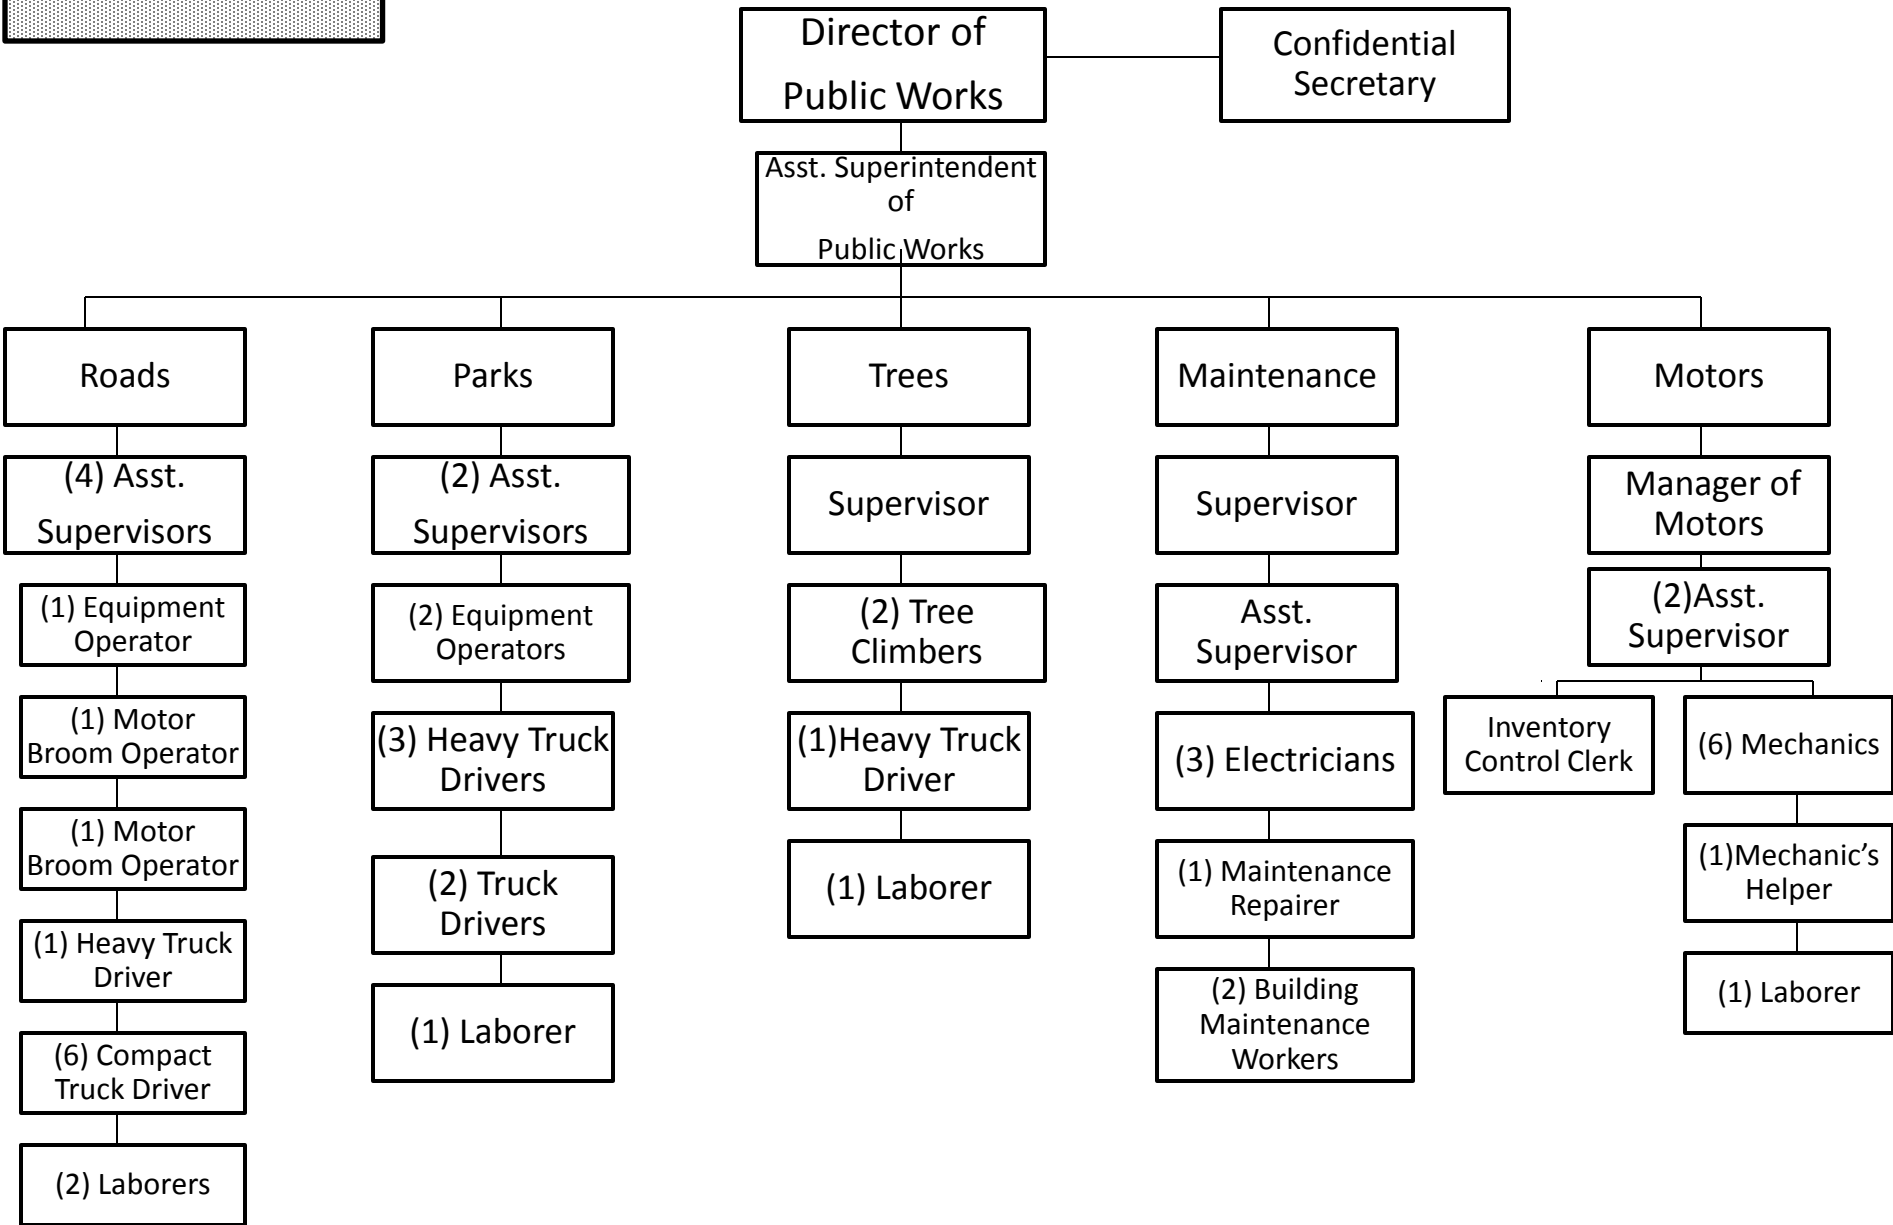 Director of
Public Works
Confidential
Secretary
Asst. Superintendent
of
Public Works
Roads
Parks
Trees
Maintenance
Motors
(4) Asst.
Supervisors
(1) Equipment
Operator
(1) Motor
Broom Operator
(1) Motor
Broom Operator
(1) Heavy Truck
Driver
(6) Compact
Truck Driver
(2) Laborers
(2) Asst.
Supervisors
(2) Equipment
Operators
(3) Heavy Truck
Drivers
(2) Truck
Drivers
(1) Laborer
Supervisor
(2) Tree
Climbers
(1)Heavy Truck
Driver
(1) Laborer
Supervisor
Asst.
Supervisor
(3) Electricians
(1) Maintenance
Repairer
(2) Building
Maintenance
Workers
Manager of
Motors
(2)Asst.
Supervisor
Inventory
Control Clerk
(6) Mechanics
(1)Mechanic’s
Helper
(1) Laborer